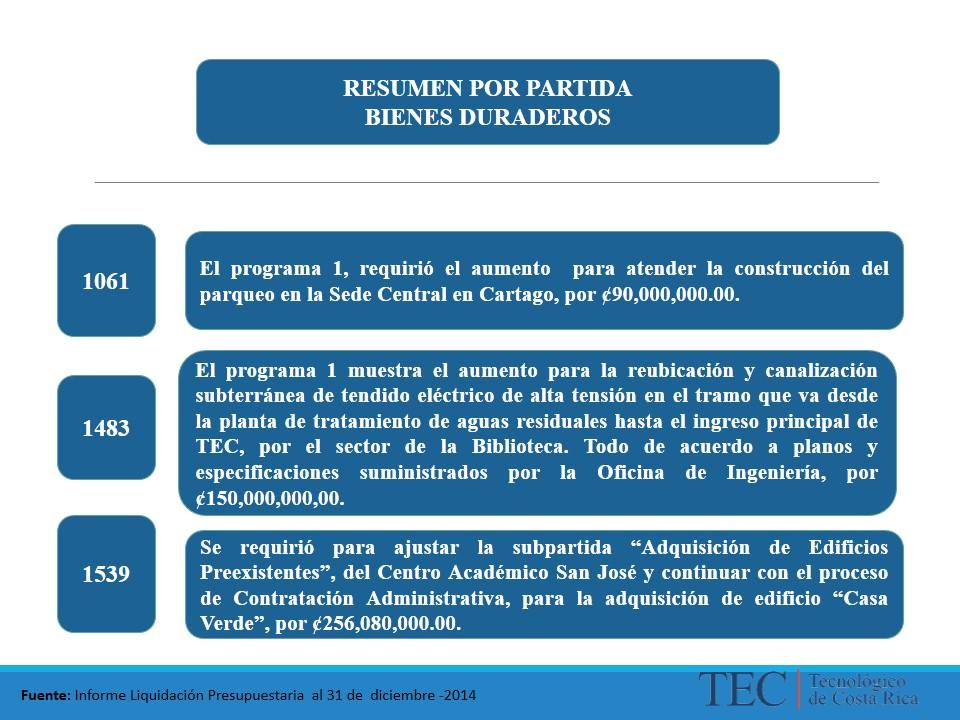 RESUMEN POR PARTIDA
BIENES DURADEROS
1061
El programa 1, requirió el aumento  para atender la construcción del
parqueo en la Sede Central en Cartago, por ¢90,000,000.00.
1483
El programa 1 muestra el aumento para la reubicación y canalización
subterránea de tendido eléctrico de alta tensión en el tramo que va desde
la planta de tratamiento de aguas residuales hasta el ingreso principal de
TEC, por el sector de la Biblioteca. Todo de acuerdo a planos y
especificaciones suministrados por la Oficina de Ingeniería, por
¢150,000,000,00.
1539
Se requirió para ajustar la subpartida “Adquisición de Edificios
Preexistentes”, del Centro Académico San José y continuar con el proceso
de Contratación Administrativa, para la adquisición de edificio “Casa
Verde”, por ¢256,080,000.00.
Fuente: Informe Liquidación Presupuestaria  al 31 de  diciembre -2014
TEC | Tecnológico
de Costa Rica